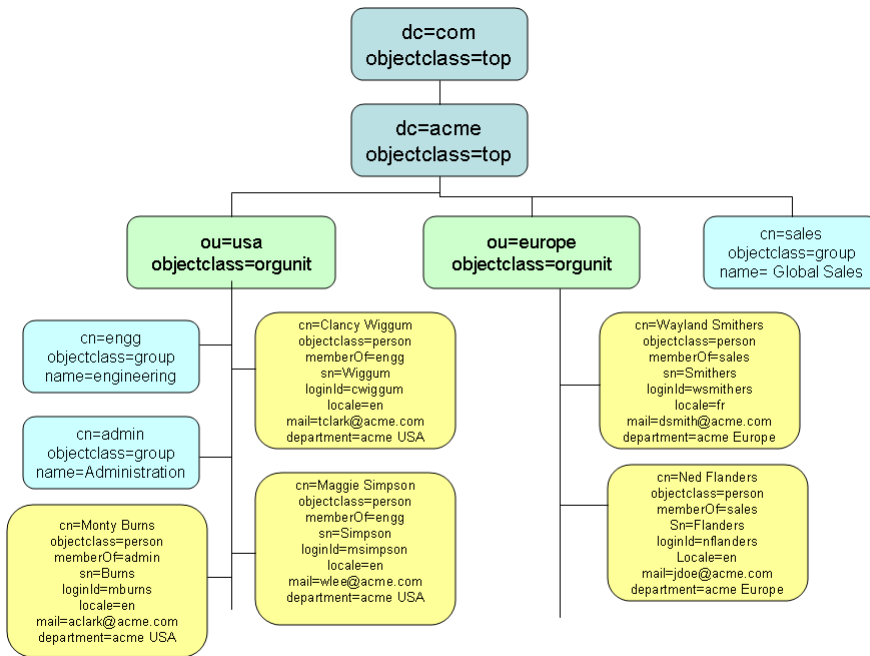 dc=com
objectclass=top
dc=acme
objectclass=top
ou=usa
objectclass=orgunit
ou=europe
objectclass=orgunit
cn=sales
objectclass=group
name= Global Sales
cn=engg
objectclass=group
name=engineering
cn=Clancy Wiggum
objectclass=person
memberOf=engg
sn=Wiggum
loginId=cwiggum
locale=en
mail=tclark@acme.com
department=acme USA
cn=Wayland Smithers
objectclass=person
memberOf=sales
sn=Smithers
loginId=wsmithers
locale=fr
mail=dsmith@acme.com
department=acme Europe
cn=admin
objectclass=group
name=Administration
cn=Monty Burns
objectclass=person
memberOf=admin
sn=Burns
loginId=mburns
locale=en
mail=aclark@acme.com
department=acme USA
cn=Maggie Simpson
objectclass=person
memberOf=engg
sn=Simpson
loginId=msimpson
locale=en
mail=wlee@acme.com
department=acme USA
cn=Ned Flanders
objectclass=person
memberOf=sales
Sn=Flanders
loginId=nflanders
Locale=en
mail=jdoe@acme.com
department=acme Europe